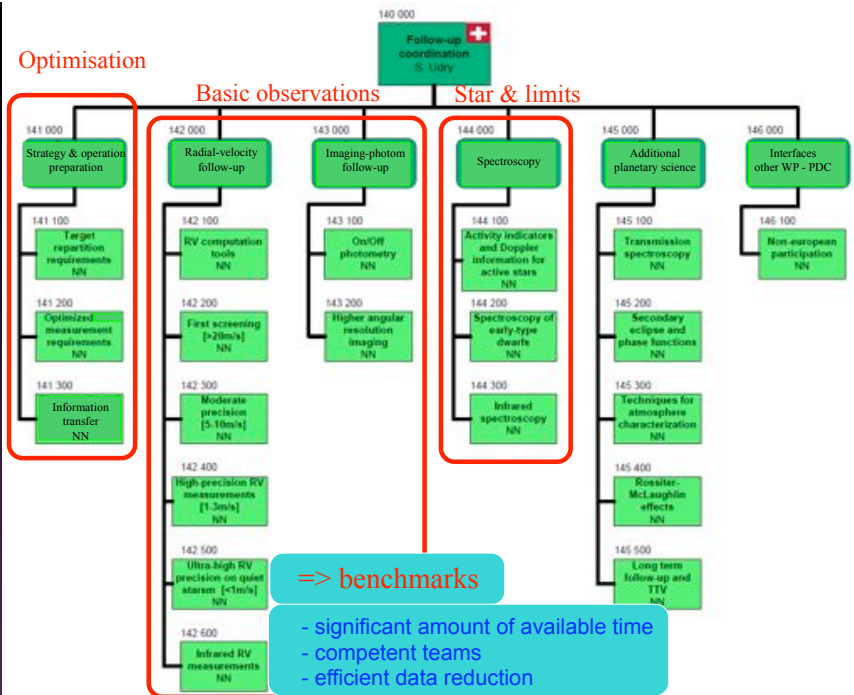 140 000
Follow-up
coordination
S. Udry
Optimisation
Basic observations
Star & limits
141 000
Strategy & operation
preparation
142 000
Radial-velocity
follow-up
143 000
Imaging-photom
follow-up
144 000
Spectroscopy
145 000
Additional
planetary science
146 000
Interfaces
other WP - PDC
141 100
Target
repartition
requirements
NN
141 200
Optimized
measurement
requirements
NN
141 300
Information
transfer
NN
142 100
RV computation
tools
NN
142 200
First screening
[>20m/s]
NN
142 300
Moderate
precision
[5-10m/s]
NN
142 400
High-precision RV
measurements
[1-3m/s]
NN
142 500
Ultra-high RV
precision on quiet
starsm [<1m/s]
NN
142 600
Infrared RV
measurements
NN
143 100
On/Off
photometry
NN
143 200
Higher angular
resolution
imaging
NN
144 100
Activity indicators
and Doppler
information for
active stars
NN
144 200
Spectroscopy of
early-type
dwarfs
NN
144 300
Infrared
spectroscopy
NN
145 100
Transmission
spectroscopy
NN
145 200
Secondary
eclipse and
phase functions
NN
145 300
Techniques for
atmosphere
characterization
NN
145 400
Rossiter-
McLaughlin
effects
NN
145 500
Long term
follow-up and
TTV
NN
146 100
Non-european
participation
NN
=> benchmarks
- significant amount of available time
- competent teams
- efficient data reduction